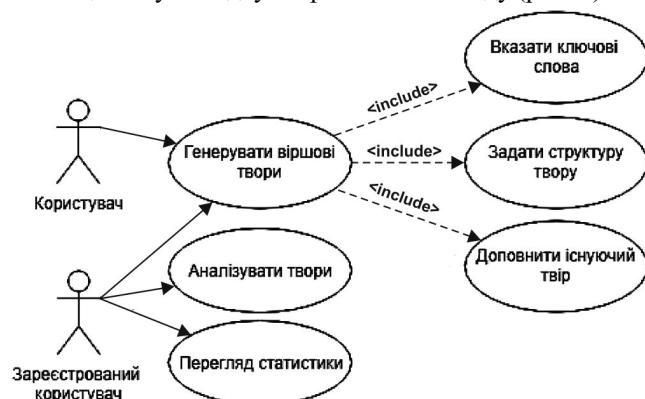 Вказати ключові
слова
<include>
Генерувати віршові
твори
<include>
Задати структуру
твору
Користувач
<include>
Доповнити існуючий
твір
Аналізувати твори
Перегляд статистики
Зареєстрований
користувач